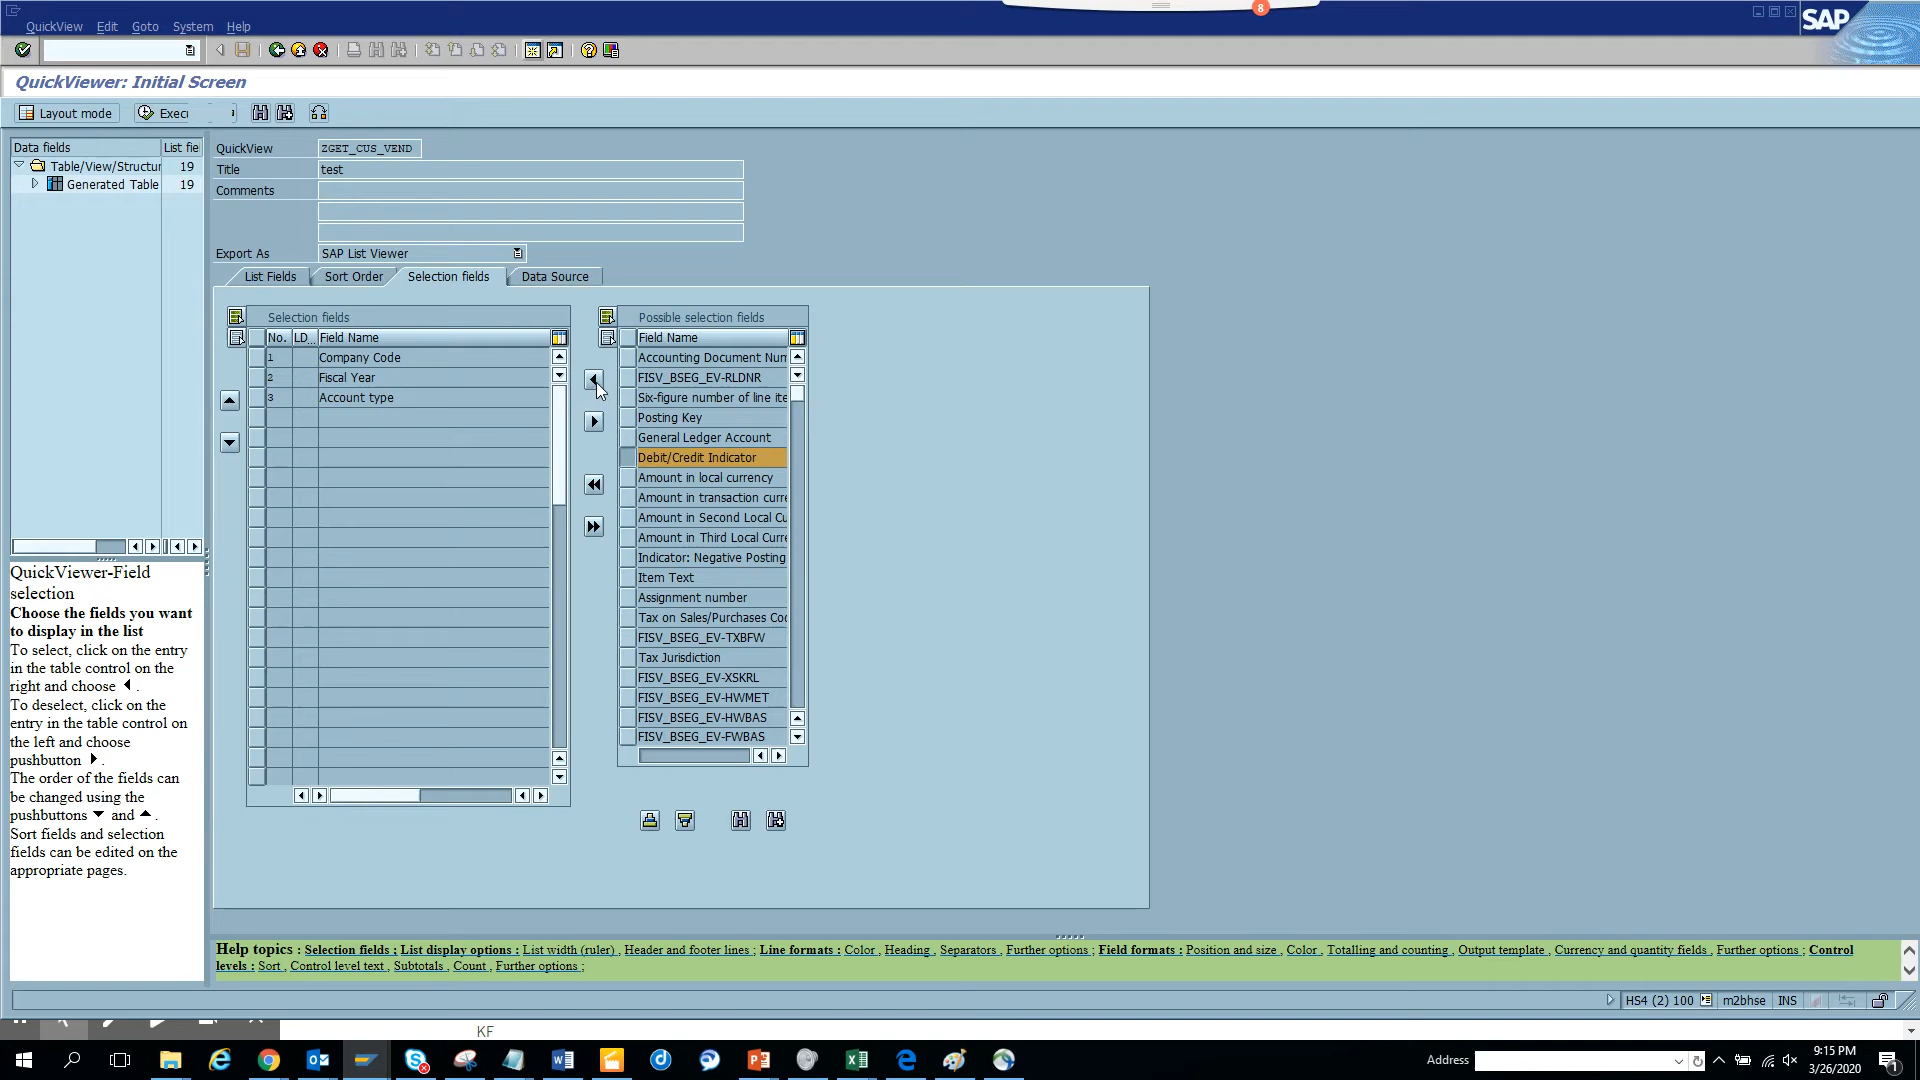 8
QuickView Edit Goto System Help
SAP
QuickViewer: Initial Screen
Layout mode Exec
Data fields List fie
Table/View/Structur 19
Generated Table 19
QuickView ZGET_CUS_VEND
Title test
Comments
Export As SAP List Viewer
List Fields Sort Order Selection fields Data Source
Selection fields
No. LD... Field Name
1 Company Code
2 Fiscal Year
3 Account type
Possible selection fields
Field Name
Accounting Document Num
FISV_BSEG_EV-RLDNR
Six-figure number of line ite
Posting Key
General Ledger Account
Debit/Credit Indicator
Amount in local currency
Amount in transaction curre
Amount in Second Local Cu
Amount in Third Local Curre
Indicator: Negative Posting
Item Text
Assignment number
Tax on Sales/Purchases Coc
FISV_BSEG_EV-TXBFW
Tax Jurisdiction
FISV_BSEG_EV-XSKRL
FISV_BSEG_EV-HWMET
FISV_BSEG_EV-HWBAS
FISV_BSEG_EV-FWBAS
QuickViewer-Field
selection
Choose the fields you want
to display in the list
To select, click on the entry
in the table control on the
right and choose .
To deselect, click on the
entry in the table control on
the left and choose
pushbutton .
The order of the fields can
be changed using the
pushbuttons and .
Sort fields and selection
fields can be edited on the
appropriate pages.
Help topics : Selection fields ; List display options : List width (ruler) , Header and footer lines ; Line formats : Color , Heading , Separators , Further options ; Field formats : Position and size , Color , Totalling and counting , Output template , Currency and quantity fields , Further options ; Control
levels : Sort , Control level text , Subtotals , Count , Further options ;
HS4 (2) 100 m2bhse INS
KF
Address
9:15 PM
3/26/2020
1